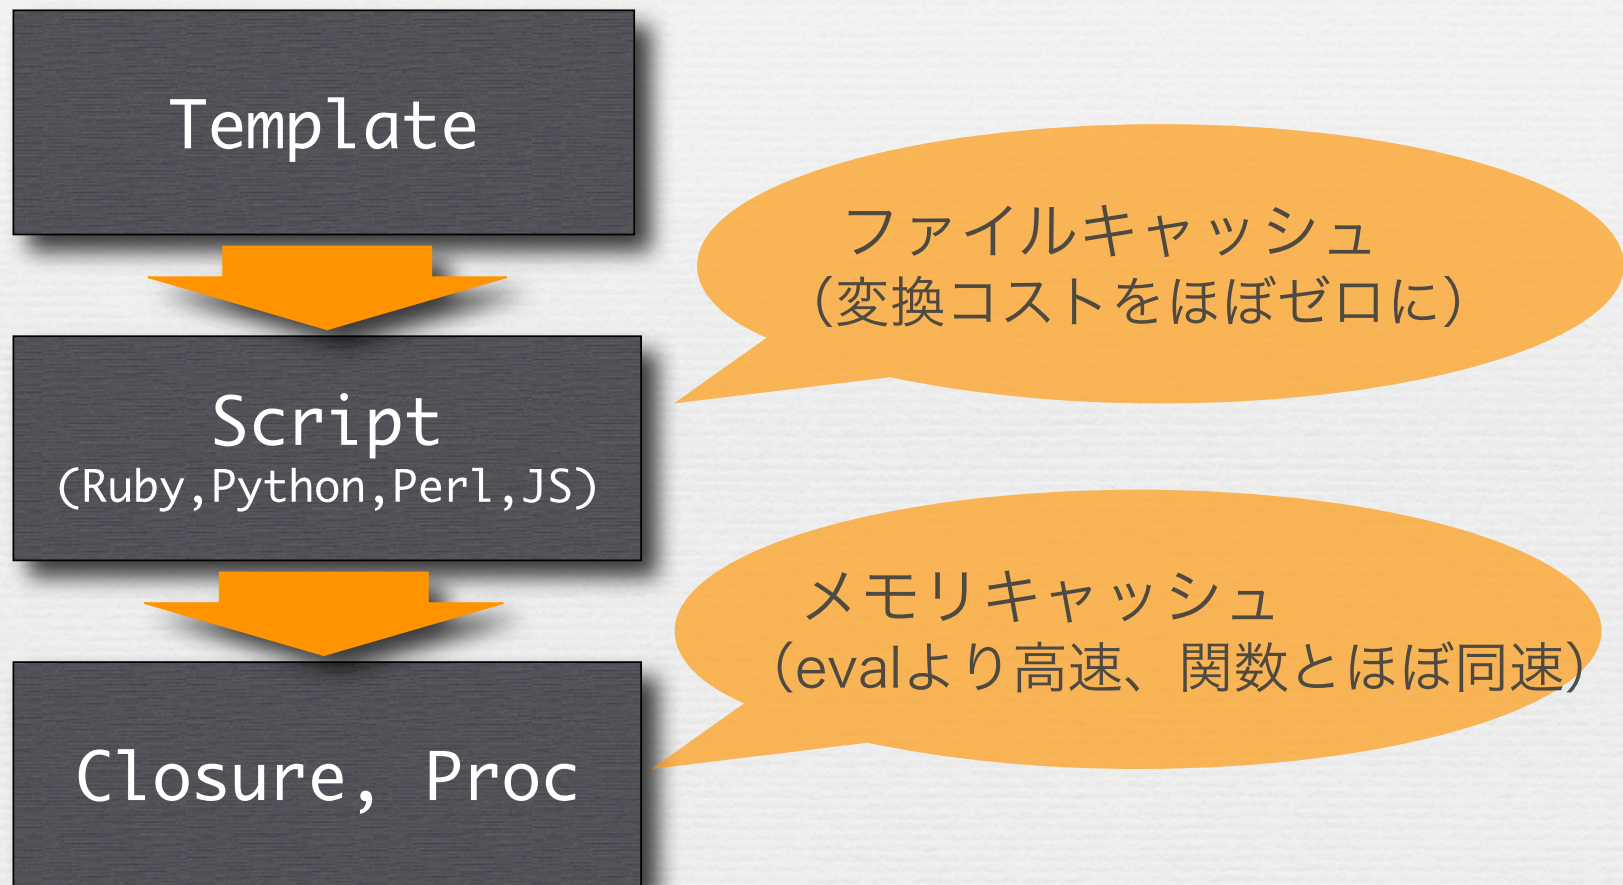 Template
ファイルキャッシュ
（変換コストをほぼゼロに）
Script
(Ruby,Python,Perl,JS)
メモリキャッシュ
（evalより高速、関数とほぼ同速）
Closure, Proc